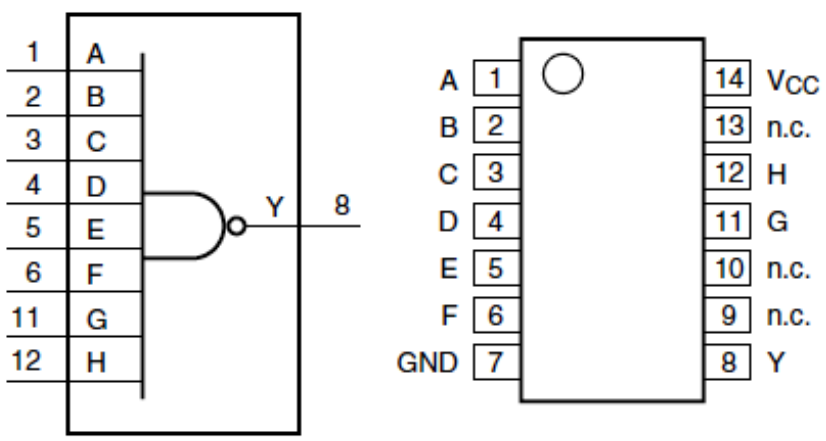 1 A
2 B
3 C
4 D
5 E
6 F
11 G
12 H
Y 8
A 1 14 VCC
B 2 13 n.c.
C 3 12 H
D 4 11 G
E 5 10 n.c.
F 6 9 n.c.
GND 7 8 Y